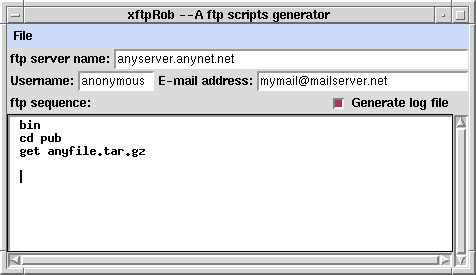 xftpRob --A ftp scripts generator
File
ftp server name: anyserver.anynet.net
Username: anonymous E-mail address: mymail@mailserver.net
ftp sequence: Generate log file
bin
cd pub
get anyfile.tar.gz